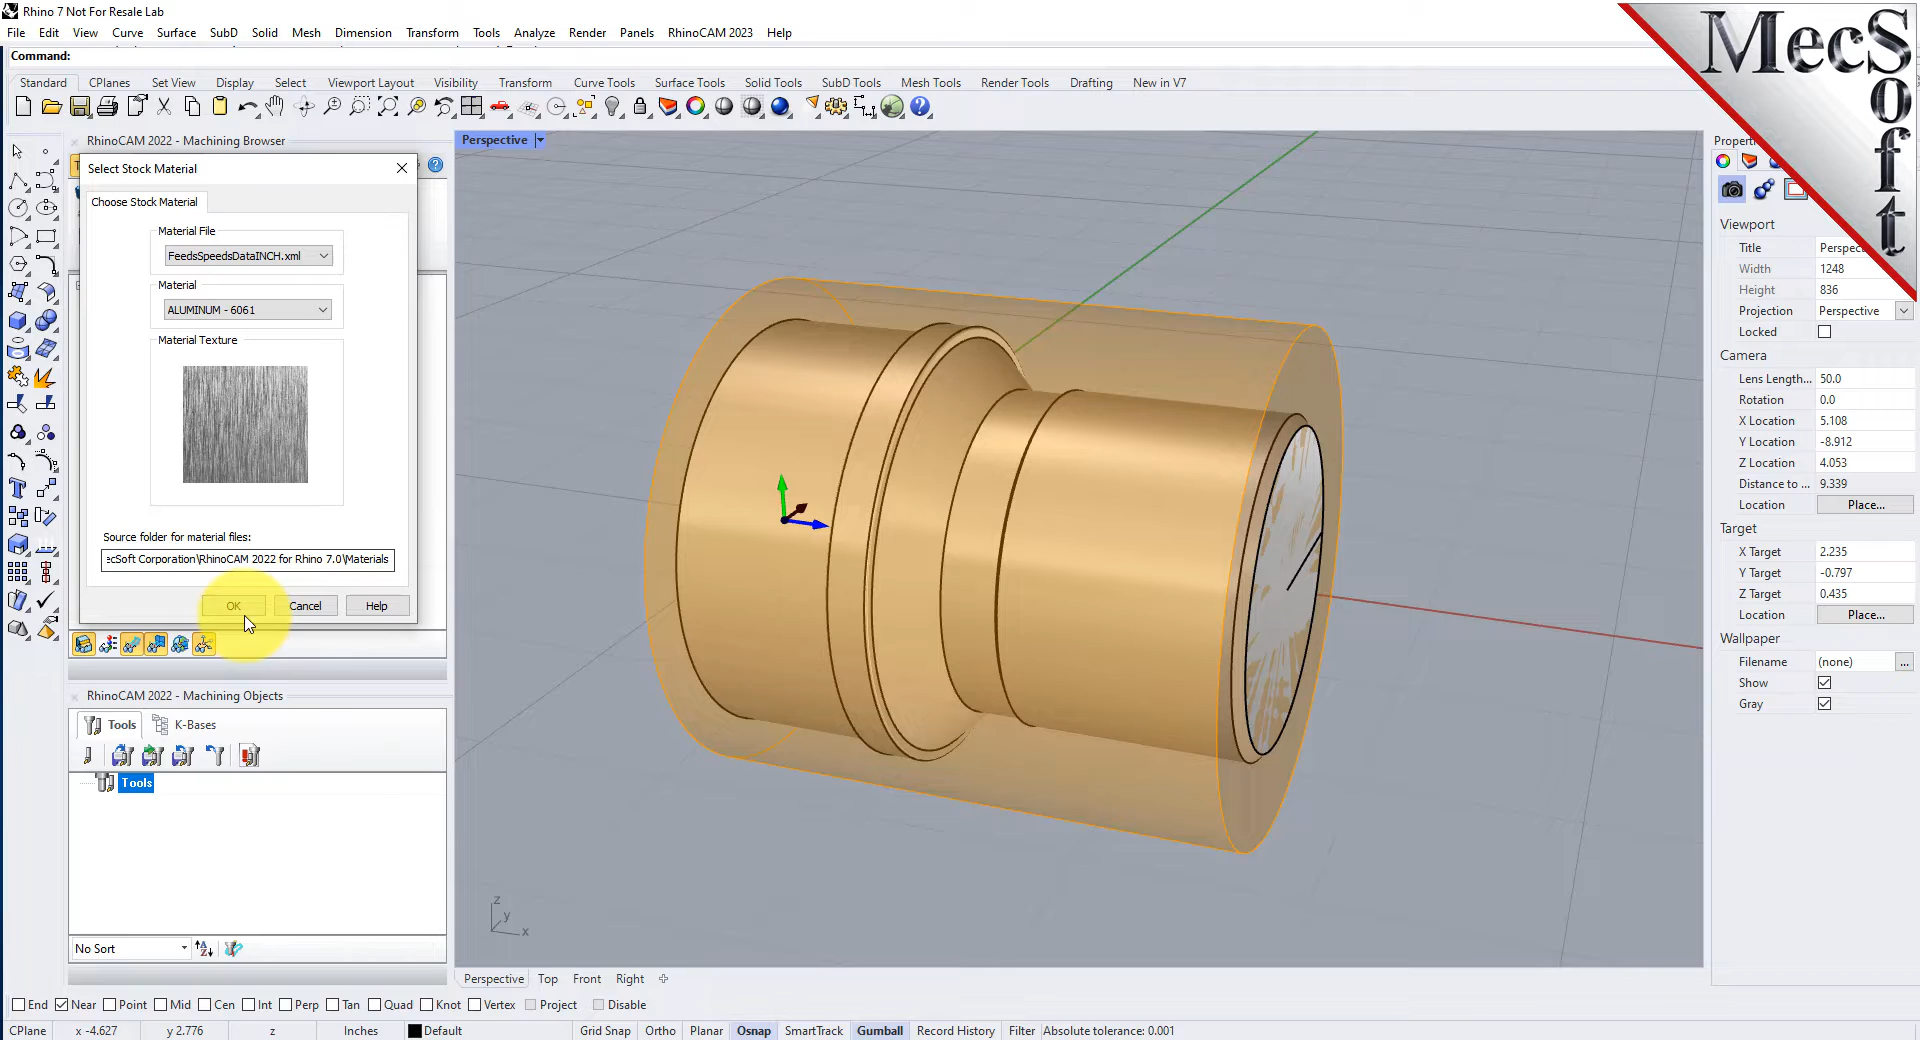 Rhino 7 Not For Resale Lab
File Edit View Curve Surface SubD Solid Mesh Dimension Transform Tools Analyze Render Panels RhinoCAM 2023 Help
Command:
Standard CPlanes Set View Display Select Viewport Layout Visibility Transform Curve Tools Surface Tools Solid Tools SubD Tools Mesh Tools Render Tools Drafting New in V7
MecSoft
RhinoCAM 2022 - Machining Browser
Select Stock Material
Choose Stock Material
Material File
FeedsSpeedsDataINCH.xml
Material
ALUMINUM - 6061
Material Texture
Source folder for material files:
ecSoft Corporation\RhinoCAM 2022 for Rhino 7.0\Materials
OK Cancel Help
RhinoCAM 2022 - Machining Objects
Tools K-Bases
Tools
No Sort
Perspective
z
y
x
Perspective Top Front Right
Viewport
Title
Width 1248
Height 836
Projection Perspective
Locked
Camera
Lens Length... 50.0
Rotation 0.0
X Location 5.108
Y Location -8.912
Z Location 4.053
Distance to ... 9.339
Location Place...
Target
X Target 2.235
Y Target -0.797
Z Target 0.435
Location Place...
Wallpaper
Filename (none) ...
Show
Gray
End Near Point Mid Cen Int Perp Tan Quad Knot Vertex Project Disable
CPlane x -4.627 y 2.776 z Inches Default Grid Snap Ortho Planar Osnap SmartTrack Gumball Record History Filter Absolute tolerance: 0.001